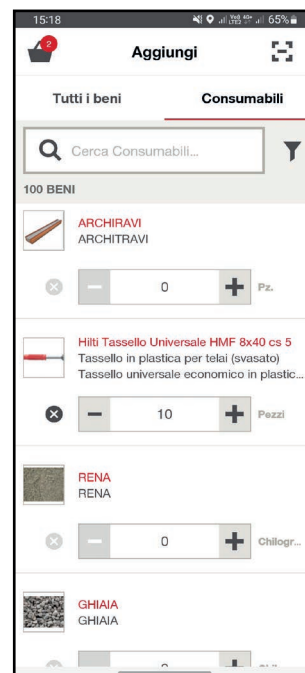 15:18
65%
2
Aggiungi
Tutti i beni
Consumabili
Cerca Consumabili...
100 BENI
ARCHIRAVI
ARCHITRAVI
0
Pz.
Hilti Tassello Universale HMF 8x40 cs 5
Tassello in plastica per telai (svasato)
Tassello universale economico in plastic...
10
Pezzi
RENA
RENA
0
Chilogr...
GHIAIA
GHIAIA